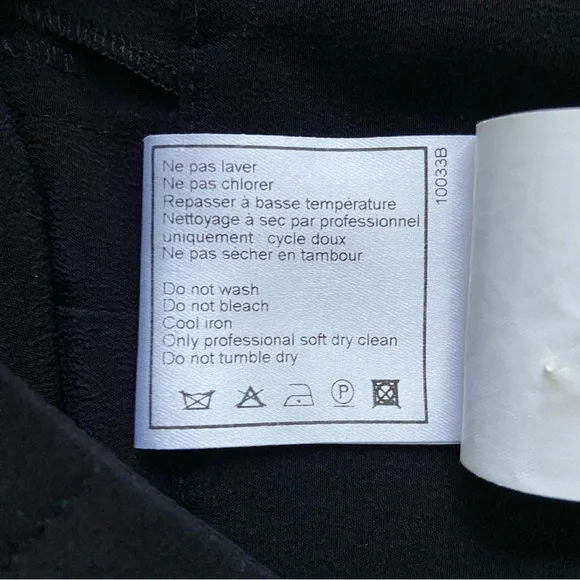 Ne pas laver
Ne pas chlorer
Repasser à basse température
Nettoyage à sec par professionnel
uniquement cycle doux
Ne pas sécher en tambour
Do not wash
Do not bleach
Cool iron
Only professional soft dry clean
Do not tumble dry
P
10033B